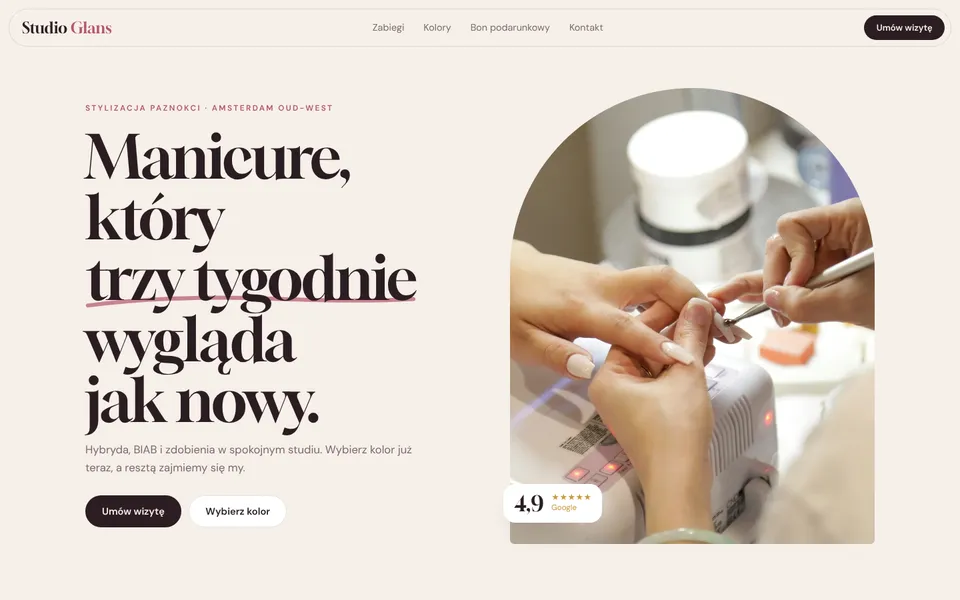 Studio Glans
Zabiegi
Kolory
Bon podarunkowy
Kontakt
Umów wizytę
STYLIZACJA PAZNOKCI · AMSTERDAM OUD-WEST
Manicure,
który
trzy tygodnie
wygląda
jak nowy.
Hybryda, BIAB i zdobienia w spokojnym studiu. Wybierz kolor już
teraz, a resztą zajmiemy się my.
Umów wizytę
Wybierz kolor
4,9
★★★★★
Google